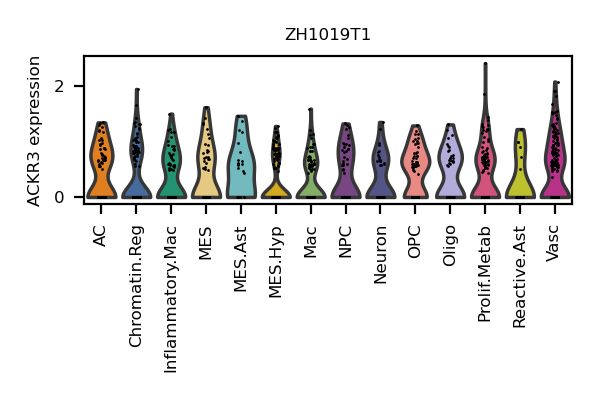 ZH1019T1
ACKR3 expression
2
0
AC
Chromatin.Reg
Inflammatory.Mac
MES
MES.Ast
MES.Hyp
Mac
NPC
Neuron
OPC
Oligo
Prolif.Metab
Reactive.Ast
Vasc